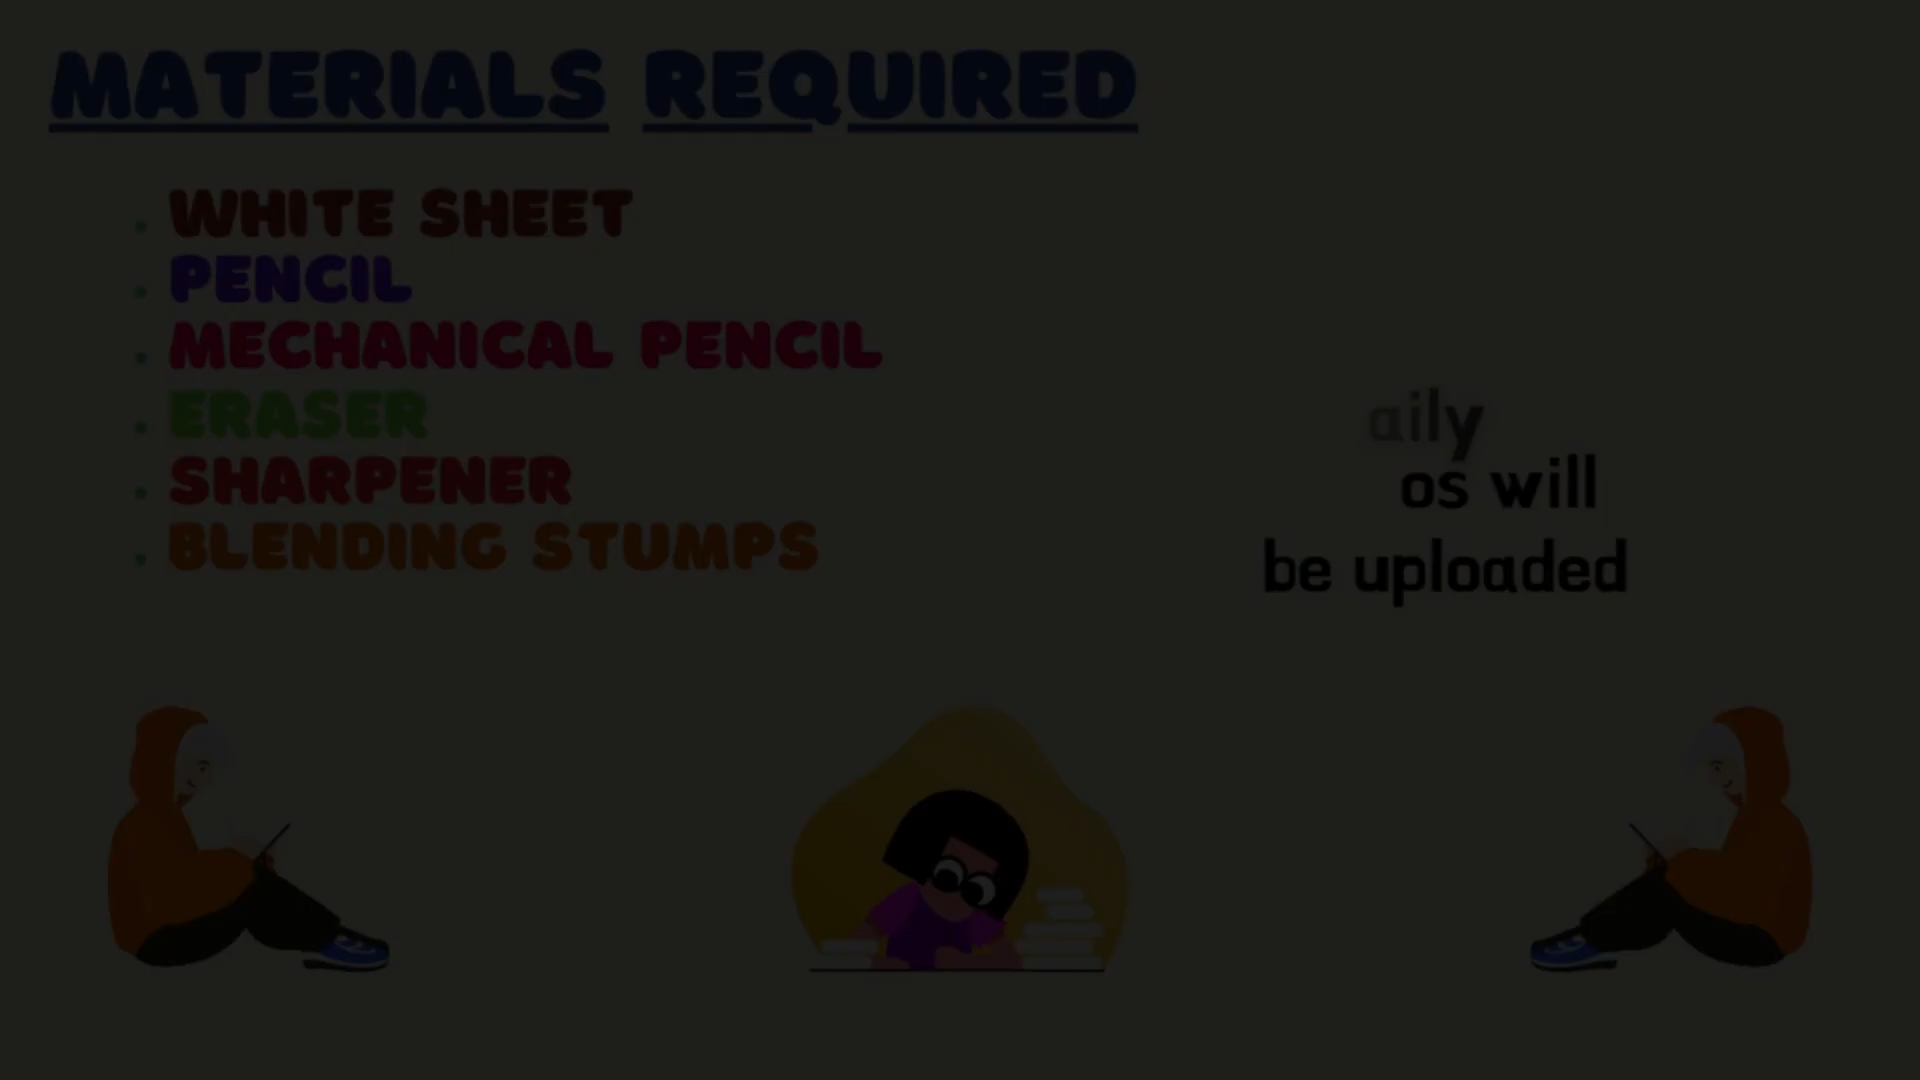 MATERIALS REQUIRED
WHITE SHEET
PENCIL
MECHANICAL PENCIL
ERASER
SHARPENER
BLENDING STUMPS
aily
os will
be uploaded